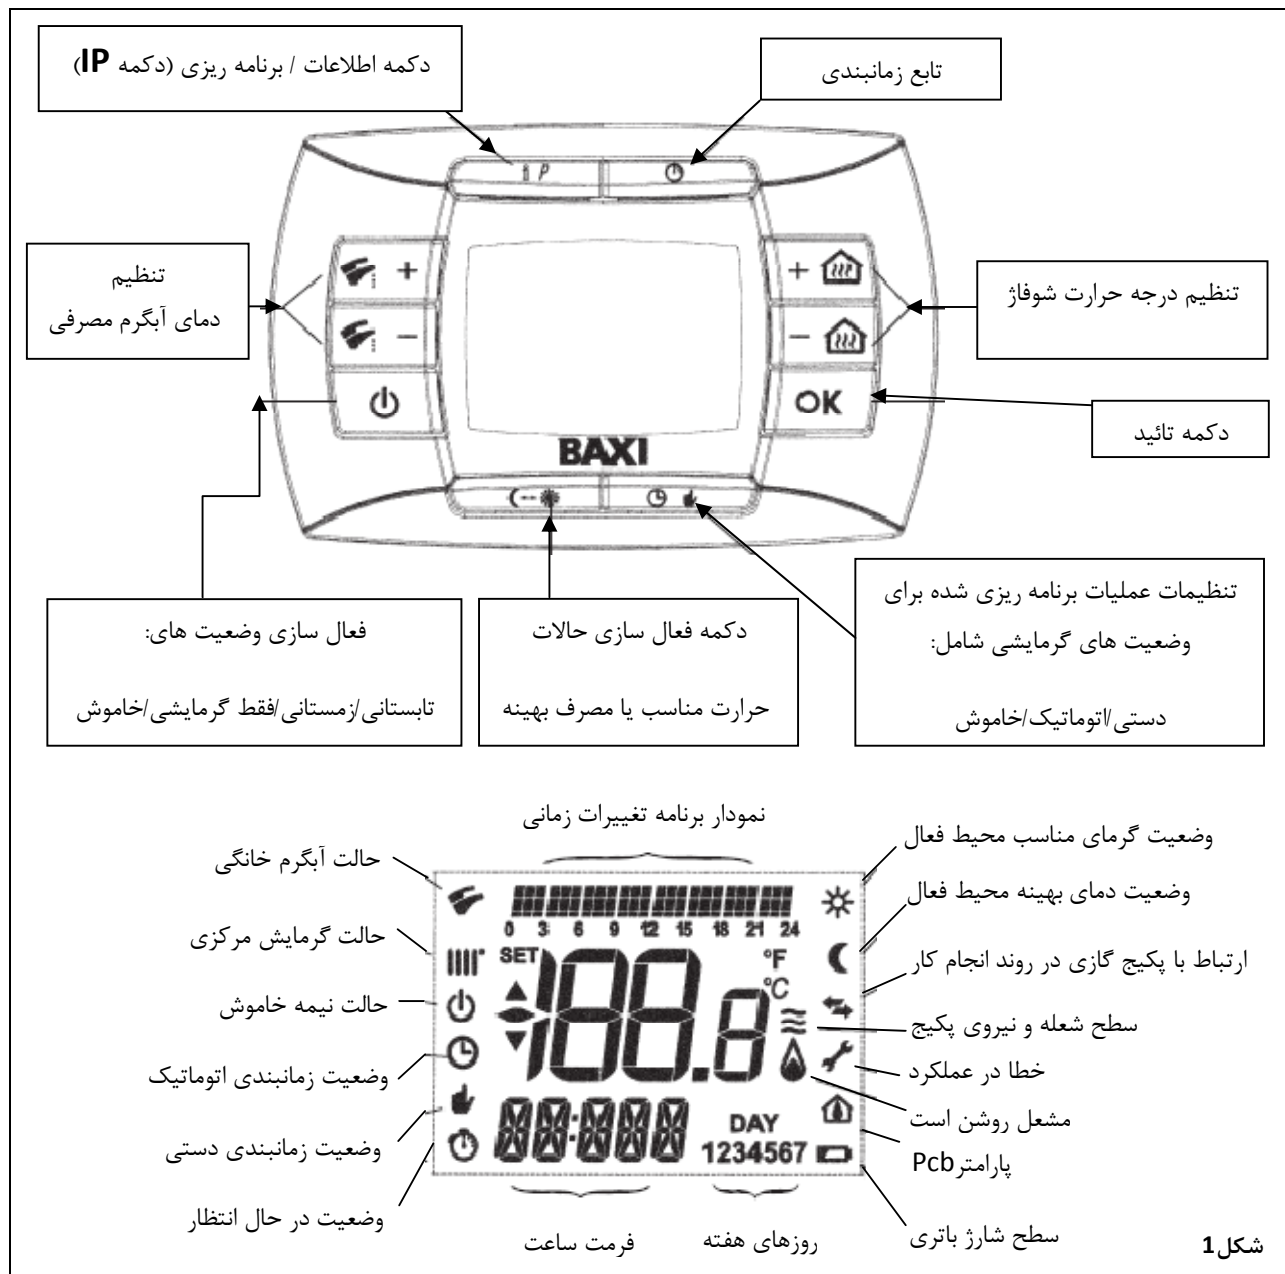 دکمه اطلاعات / برنامه ریزی (دکمه IP)
تابع زمانبندی
i P
تنظیم
دمای آبگرم مصرفی
+
+
تنظیم درجه حرارت شوفاژ
−
−
OK
دکمه تائید
BAXI
فعال سازی وضعیت های:
تابستانی/زمستانی/فقط گرمایشی/خاموش
دکمه فعال سازی حالات
حرارت مناسب یا مصرف بهینه
تنظیمات عملیات برنامه ریزی شده برای
وضعیت های گرمایشی شامل:
دستی/اتوماتیک/خاموش
نمودار برنامه تغییرات زمانی
حالت آبگرم خانگی
حالت گرمایش مرکزی
حالت نیمه خاموش
وضعیت زمانبندی اتوماتیک
وضعیت زمانبندی دستی
وضعیت در حال انتظار
0 3 6 9 12 15 18 21 24
SET
°F
°C
188.8
DAY
1234567
وضعیت گرمای مناسب محیط فعال
وضعیت دمای بهینه محیط فعال
ارتباط با پکیج گازی در روند انجام کار
سطح شعله و نیروی پکیج
خطا در عملکرد
مشعل روشن است
پارامترPcb
سطح شارژ باتری
روزهای هفته
فرمت ساعت
شکل1